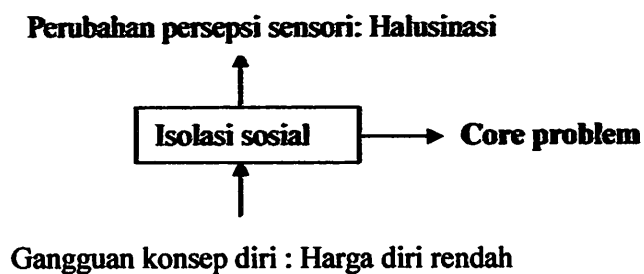 Perubahan persepsi sensori: Halusinasi
Isolasi sosial
Core problem
Gangguan konsep diri : Harga diri rendah